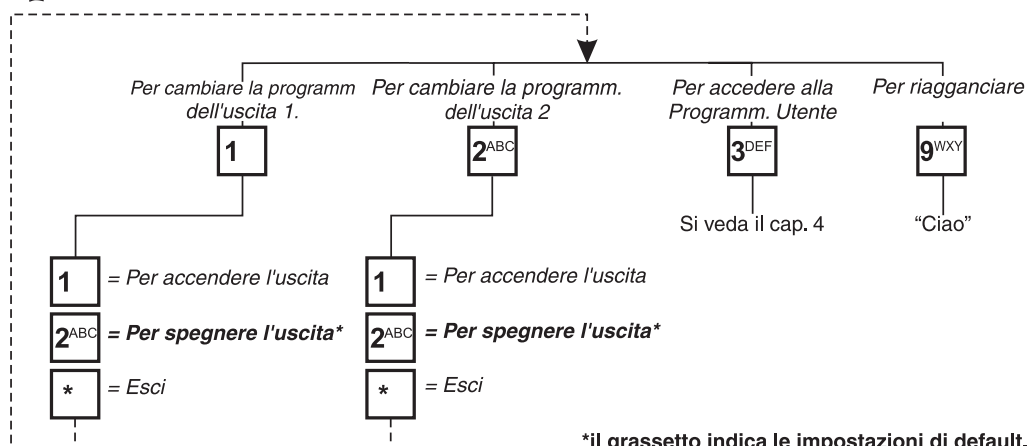 Per cambiare la programm
dell'uscita 1.
1
Per cambiare la programm.
dell'uscita 2
2ABC
Per accedere alla
Programm. Utente
3DEF
Per riagganciare
9WXY
Si veda il cap. 4
“Ciao”
1 = Per accendere l'uscita
2ABC = Per spegnere l'uscita*
* = Esci
1 = Per accendere l'uscita
2ABC = Per spegnere l'uscita*
* = Esci
*il grassetto indica le impostazioni di default.